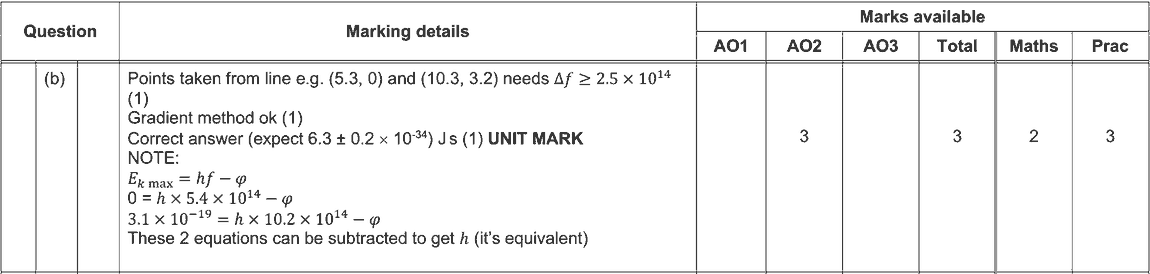 Question
Marking details
Marks available
AO1 AO2 AO3 Total Maths Prac
(b)
Points taken from line e.g. (5.3, 0) and (10.3, 3.2) needs Δf ≥ 2.5 × 10¹⁴
(1)
Gradient method ok (1)
Correct answer (expect 6.3 ± 0.2 × 10⁻³⁴) J s (1) UNIT MARK
3 3 2 3
NOTE:
Eₖ ₘₐₓ = hf − φ
0 = h × 5.4 × 10¹⁴ − φ
3.1 × 10⁻¹⁹ = h × 10.2 × 10¹⁴ − φ
These 2 equations can be subtracted to get h (it's equivalent)